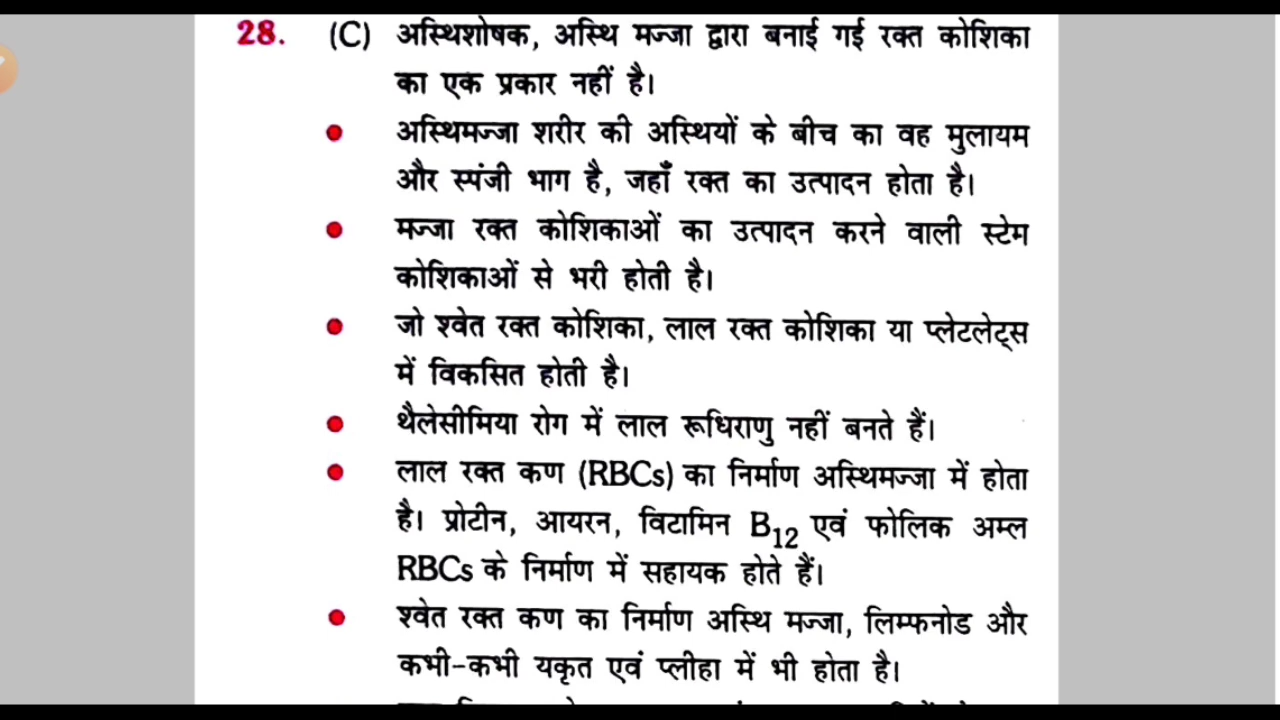 28. (C) अस्थिशोषक, अस्थि मज्जा द्वारा बनाई गई रक्त कोशिका
का एक प्रकार नहीं है।
• अस्थिमज्जा शरीर की अस्थियों के बीच का वह मुलायम
और स्पंजी भाग है, जहाँ रक्त का उत्पादन होता है।
• मज्जा रक्त कोशिकाओं का उत्पादन करने वाली स्टेम
कोशिकाओं से भरी होती है।
• जो श्वेत रक्त कोशिका, लाल रक्त कोशिका या प्लेटलेट्स
में विकसित होती है।
• थैलेसीमिया रोग में लाल रूधिराणु नहीं बनते हैं।
• लाल रक्त कण (RBCs) का निर्माण अस्थिमज्जा में होता
है। प्रोटीन, आयरन, विटामिन B₁₂ एवं फोलिक अम्ल
RBCs के निर्माण में सहायक होते हैं।
• श्वेत रक्त कण का निर्माण अस्थि मज्जा, लिम्फनोड और
कभी-कभी यकृत एवं प्लीहा में भी होता है।